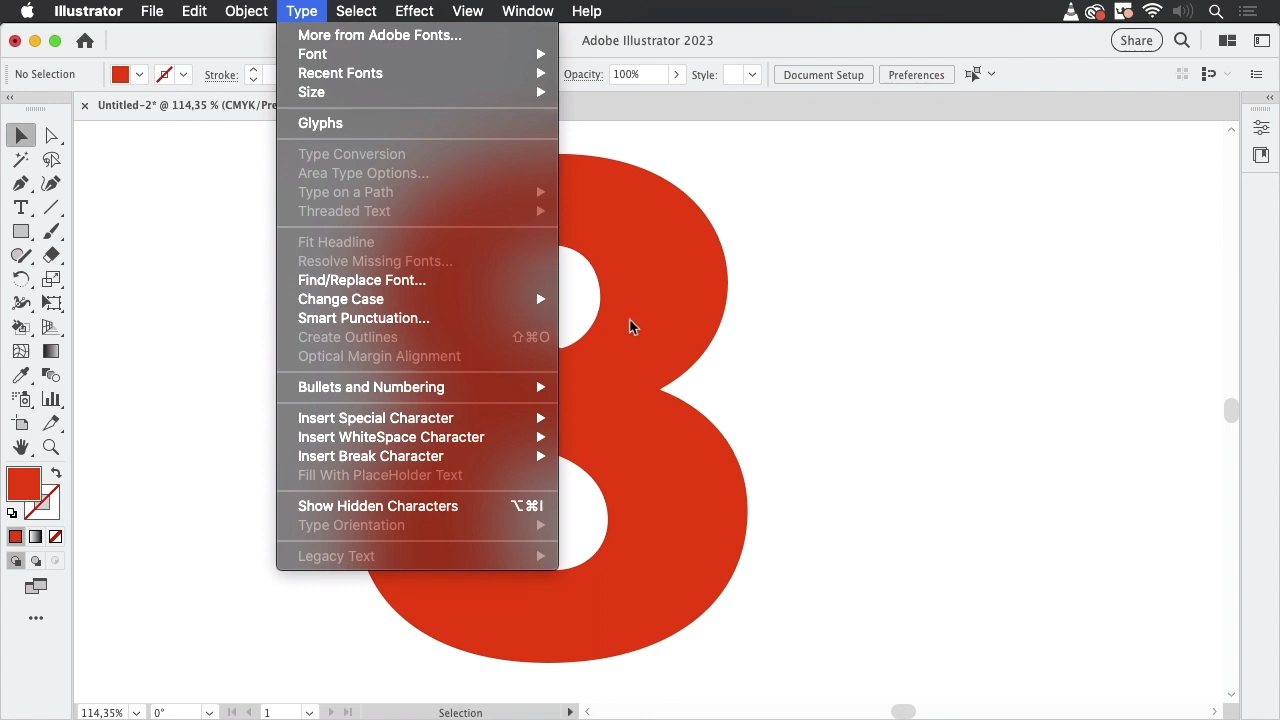 Illustrator File Edit Object Type Select Effect View Window Help
Adobe Illustrator 2023
Share
No Selection
Stroke:
Opacity: 100%
Style:
Document Setup
Preferences
× Untitled-2* @ 114,35 % (CMYK/Pre
More from Adobe Fonts...
Font
Recent Fonts
Size
Glyphs
Type Conversion
Area Type Options...
Type on a Path
Threaded Text
Fit Headline
Resolve Missing Fonts...
Find/Replace Font...
Change Case
Smart Punctuation...
Create Outlines ⇧⌘O
Optical Margin Alignment
Bullets and Numbering
Insert Special Character
Insert WhiteSpace Character
Insert Break Character
Fill With PlaceHolder Text
Show Hidden Characters ⌥⌘I
Type Orientation
Legacy Text
114,35%
0°
1
Selection